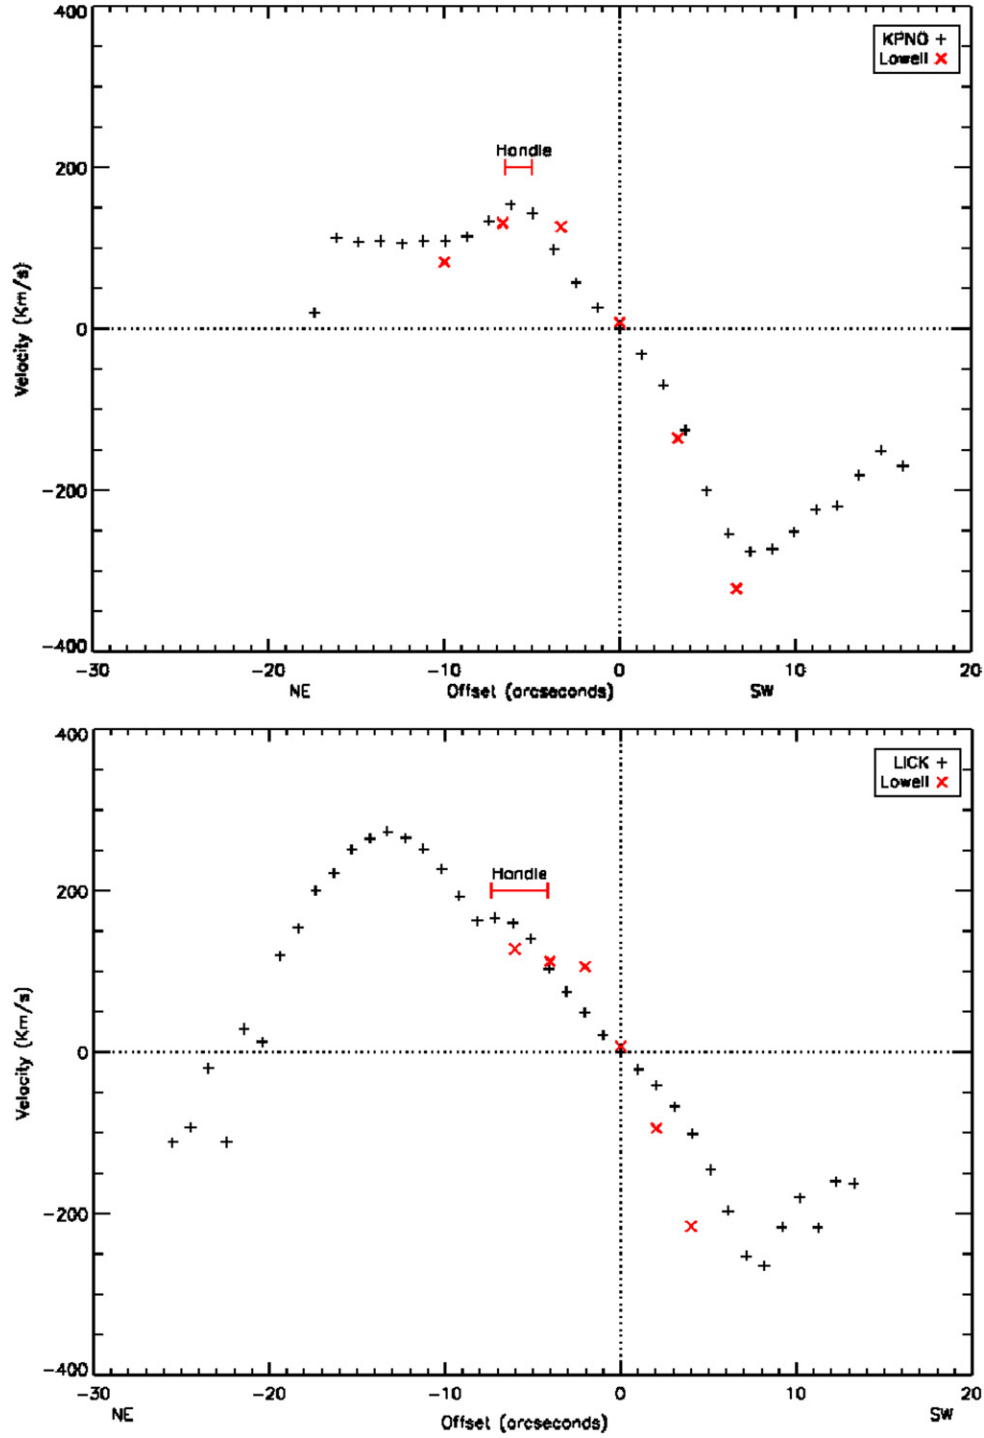 400
KPNO +
Lowell ×
Handle
200
0
−200
−400
Velocity (Km/s)
−30 −20 −10 0 10 20
NE Offset (arcseconds) SW
400
LICK +
Lowell ×
Handle
200
0
−200
−400
Velocity (Km/s)
−30 −20 −10 0 10 20
NE Offset (arcseconds) SW